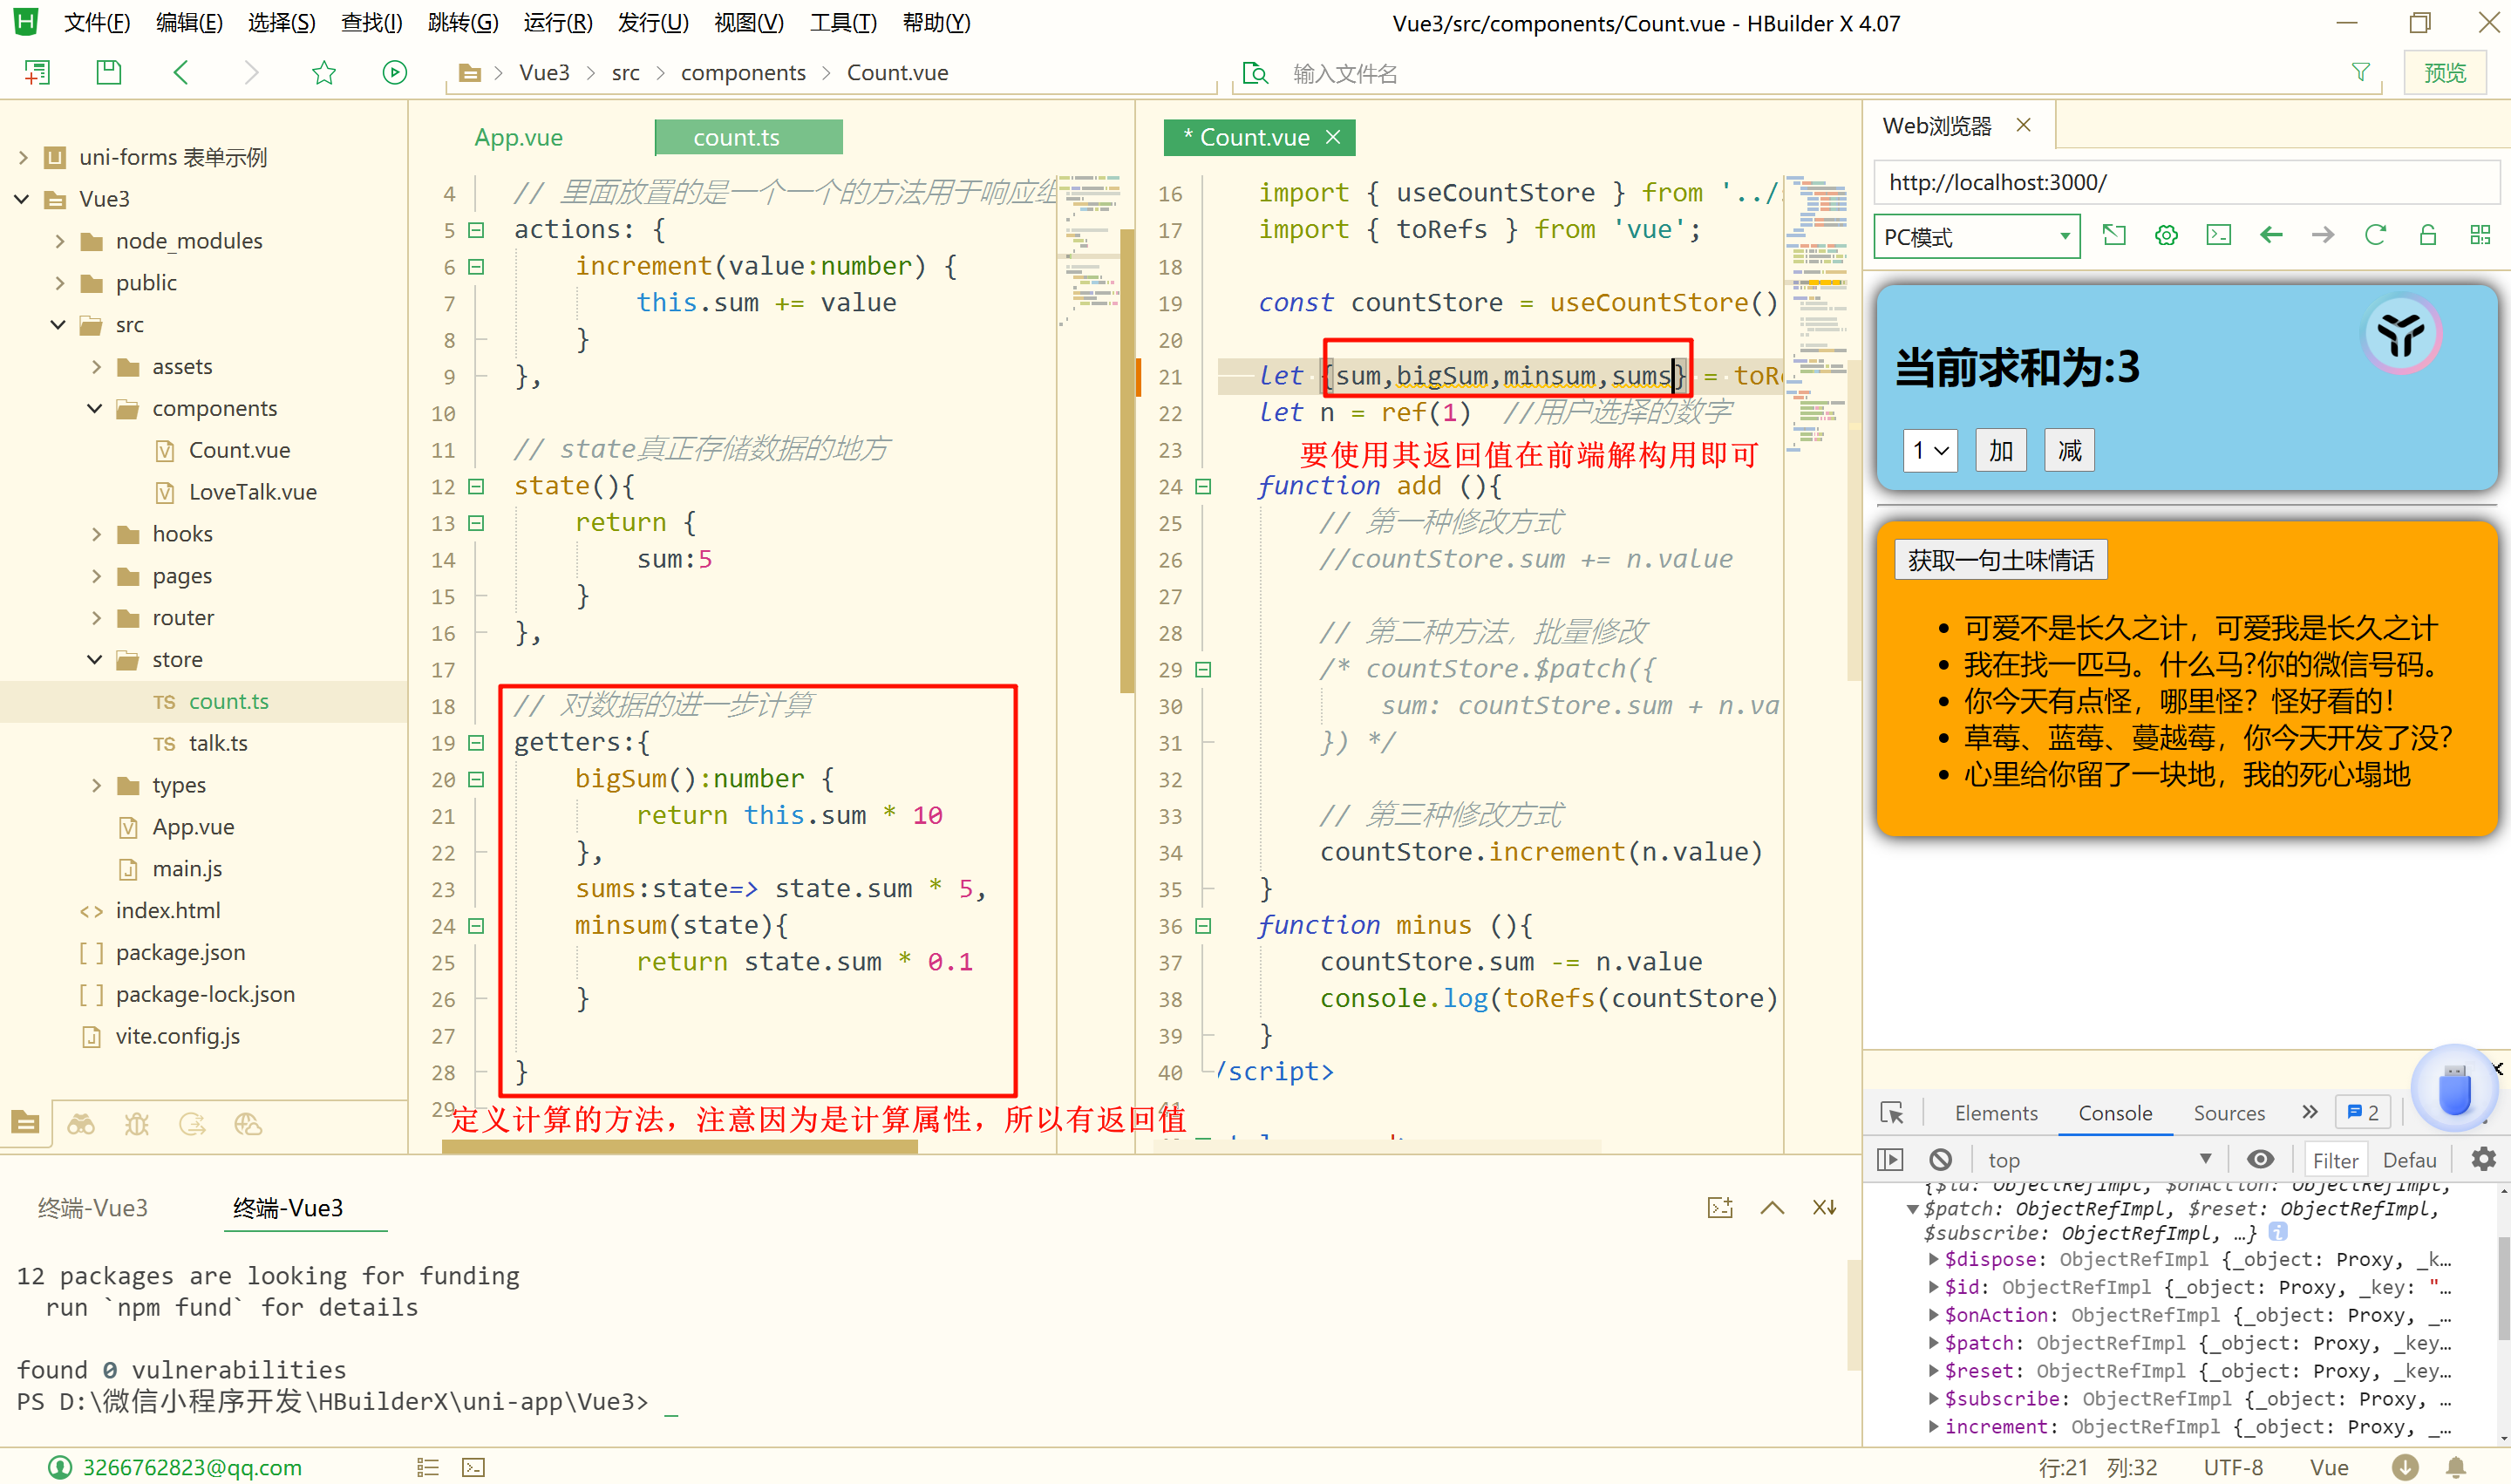 文件(F) 编辑(E) 选择(S) 查找(I) 跳转(G) 运行(R) 发行(U) 视图(V) 工具(T) 帮助(Y)
Vue3/src/components/Count.vue - HBuilder X 4.07
Vue3 > src > components > Count.vue
输入文件名
预览
uni-forms 表单示例
Vue3
node_modules
public
src
assets
components
Count.vue
LoveTalk.vue
hooks
pages
router
store
TS count.ts
TS talk.ts
types
App.vue
main.js
index.html
package.json
package-lock.json
vite.config.js
App.vue
count.ts
4 // 里面放置的是一个一个的方法用于响应组
5 actions: {
6 increment(value:number) {
7 this.sum += value
8 }
9 },
10
11 // state真正存储数据的地方
12 state(){
13 return {
14 sum:5
15 }
16 },
17
18 // 对数据的进一步计算
19 getters:{
20 bigSum():number {
21 return this.sum * 10
22 },
23 sums:state=> state.sum * 5,
24 minsum(state){
25 return state.sum * 0.1
26 }
27
28 }
29
定义计算的方法，注意因为是计算属性，所以有返回值
* Count.vue
16 import { useCountStore } from '../
17 import { toRefs } from 'vue';
18
19 const countStore = useCountStore()
20
21 let {sum,bigSum,minsum,sums} = toRe
22 let n = ref(1) //用户选择的数字
23
要使用其返回值在前端解构用即可
24 function add (){
25 // 第一种修改方式
26 //countStore.sum += n.value
27
28 // 第二种方法，批量修改
29 /* countStore.$patch({
30 sum: countStore.sum + n.va
31 }) */
32
33 // 第三种修改方式
34 countStore.increment(n.value)
35 }
36 function minus (){
37 countStore.sum -= n.value
38 console.log(toRefs(countStore)
39 }
40 /script>
Web浏览器
http://localhost:3000/
PC模式
当前求和为:3
1 加 减
获取一句土味情话
可爱不是长久之计，可爱我是长久之计
我在找一匹马。什么马?你的微信号码。
你今天有点怪，哪里怪？怪好看的！
草莓、蓝莓、蔓越莓，你今天开发了没？
心里给你留了一块地，我的死心塌地
Elements Console Sources 2
top Filter Defau
{$id: ObjectRefImpl, $onAction: ObjectRefImpl,
$patch: ObjectRefImpl, $reset: ObjectRefImpl,
$subscribe: ObjectRefImpl, …}
$dispose: ObjectRefImpl {_object: Proxy, _k…
$id: ObjectRefImpl {_object: Proxy, _key: "…
$onAction: ObjectRefImpl {_object: Proxy, _…
$patch: ObjectRefImpl {_object: Proxy, _key…
$reset: ObjectRefImpl {_object: Proxy, _key…
$subscribe: ObjectRefImpl {_object: Proxy, …
increment: ObjectRefImpl {_object: Proxy, _…
终端-Vue3 终端-Vue3
12 packages are looking for funding
run `npm fund` for details
found 0 vulnerabilities
PS D:\微信小程序开发\HBuilderX\uni-app\Vue3> _
3266762823@qq.com
行:21 列:32 UTF-8 Vue